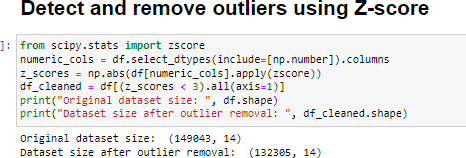 Detect and remove outliers using Z-score
]: from scipy.stats import zscore
numeric_cols = df.select_dtypes(include=[np.number]).columns
z_scores = np.abs(df[numeric_cols].apply(zscore))
df_cleaned = df[(z_scores < 3).all(axis=1)]
print("Original dataset size: ", df.shape)
print("Dataset size after outlier removal: ", df_cleaned.shape)
Original dataset size:  (149043, 14)
Dataset size after outlier removal:  (132305, 14)